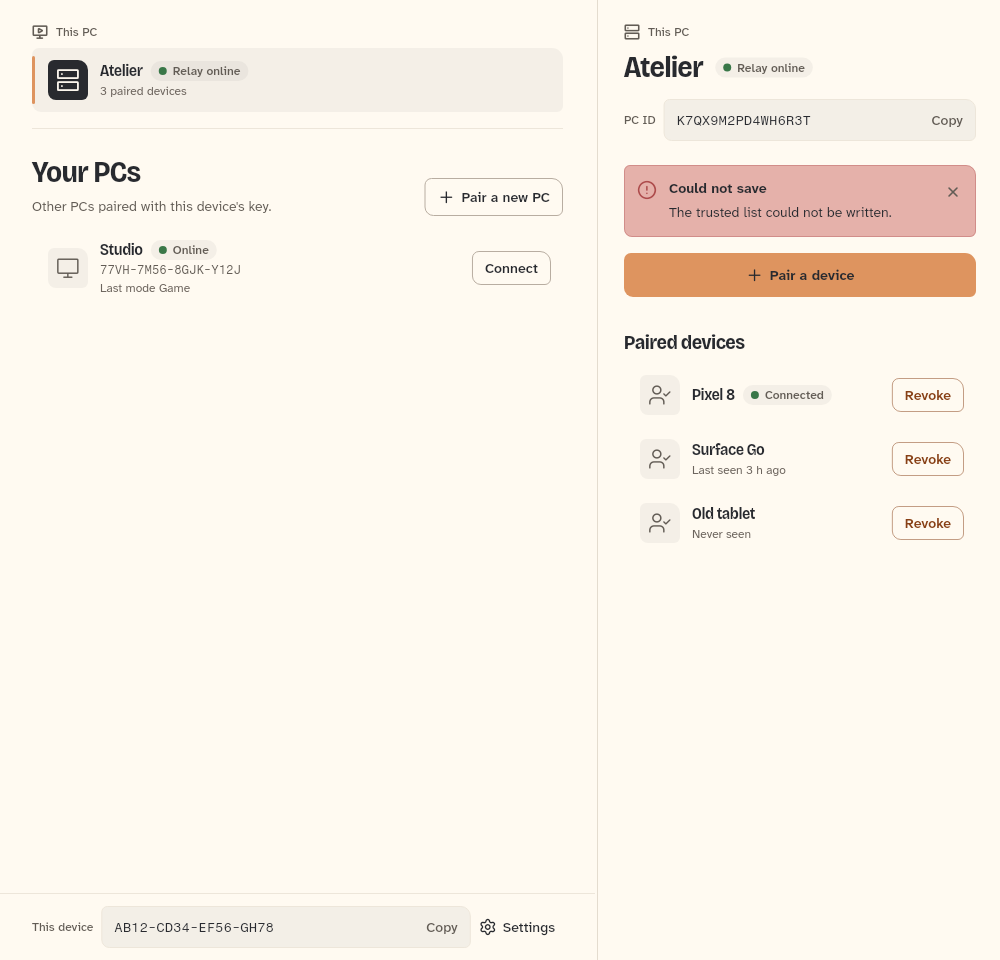 This PC
Atelier
Relay online
3 paired devices
Your PCs
Other PCs paired with this device's key.
Pair a new PC
Studio
Online
77VH-7M56-8GJK-Y12J
Last mode Game
Connect
This device
AB12-CD34-EF56-GH78
Copy
Settings
This PC
Atelier
Relay online
PC ID
K7QX9M2PD4WH6R3T
Copy
Could not save
The trusted list could not be written.
Pair a device
Paired devices
Pixel 8
Connected
Revoke
Surface Go
Last seen 3 h ago
Revoke
Old tablet
Never seen
Revoke